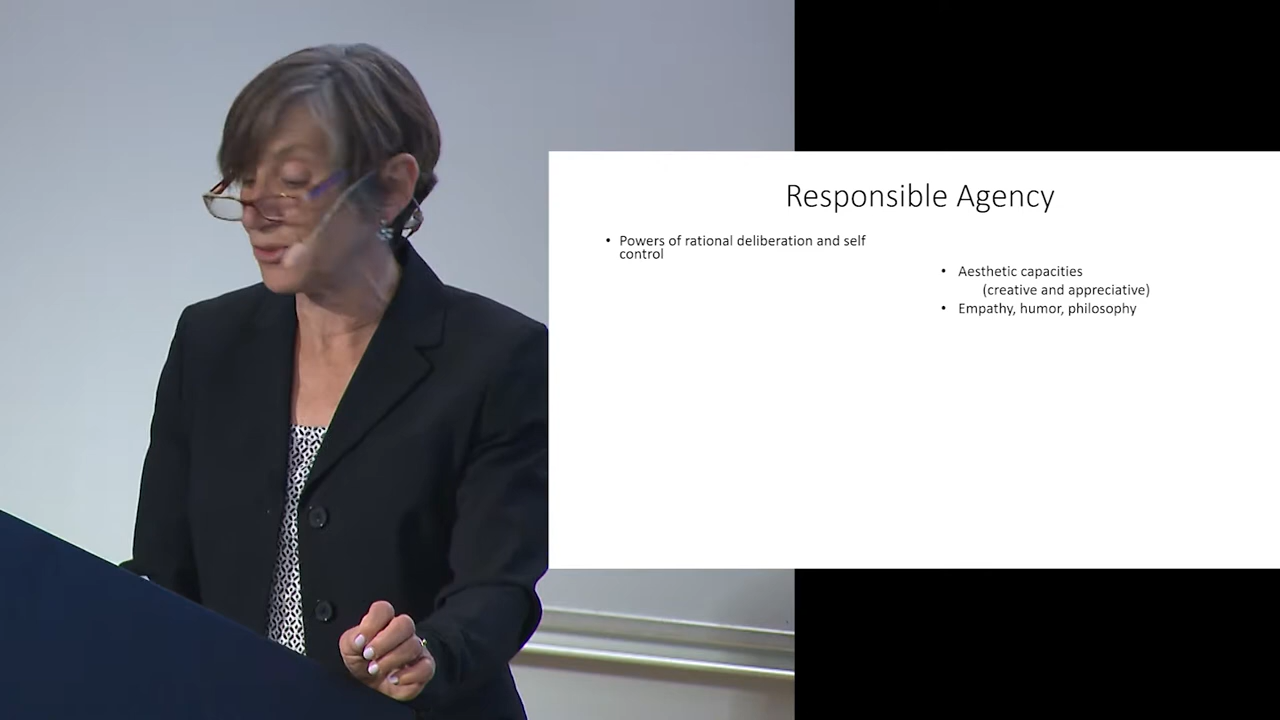 Responsible Agency
• Powers of rational deliberation and self
control
• Aesthetic capacities
(creative and appreciative)
• Empathy, humor, philosophy